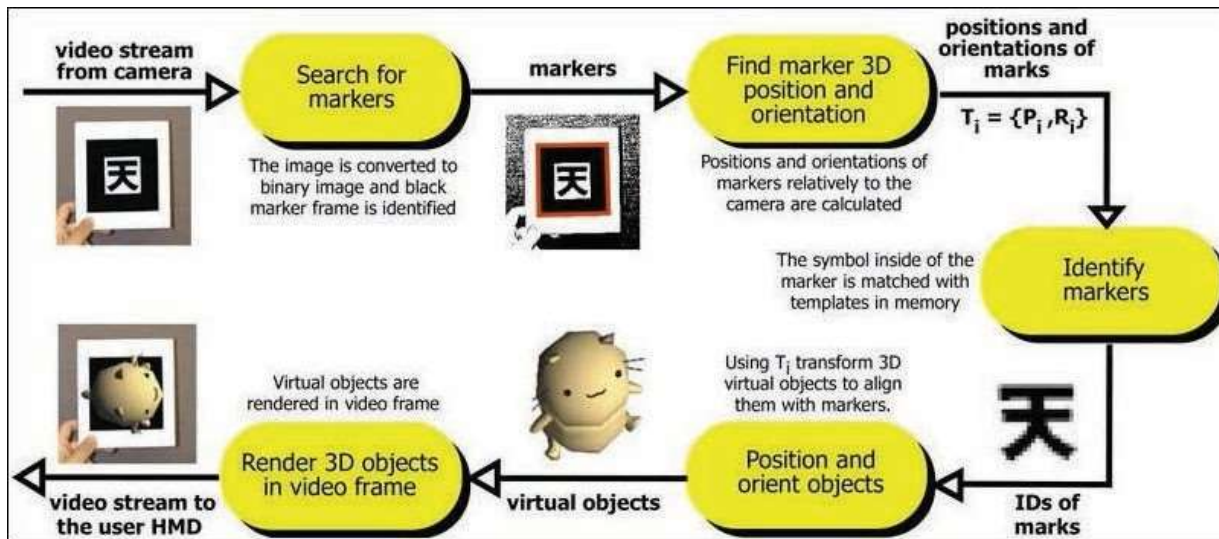 video stream
from camera
Search for
markers
The image is converted to
binary image and black
marker frame is identified
天
markers
天
Find marker 3D
position and
orientation
Positions and orientations of
markers relatively to the
camera are calculated
positions and
orientations of
marks
Tᵢ = {Pᵢ ,Rᵢ}
The symbol inside of the
marker is matched with
templates in memory
Identify
markers
天
IDs of
marks
Using Tᵢ transform 3D
virtual objects to align
them with markers.
Position and
orient objects
virtual objects
Virtual objects are
rendered in video frame
Render 3D objects
in video frame
video stream to
the user HMD